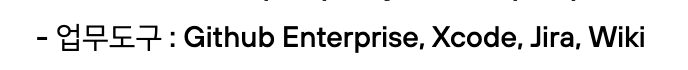 - 업무도구 : Github Enterprise, Xcode, Jira, Wiki